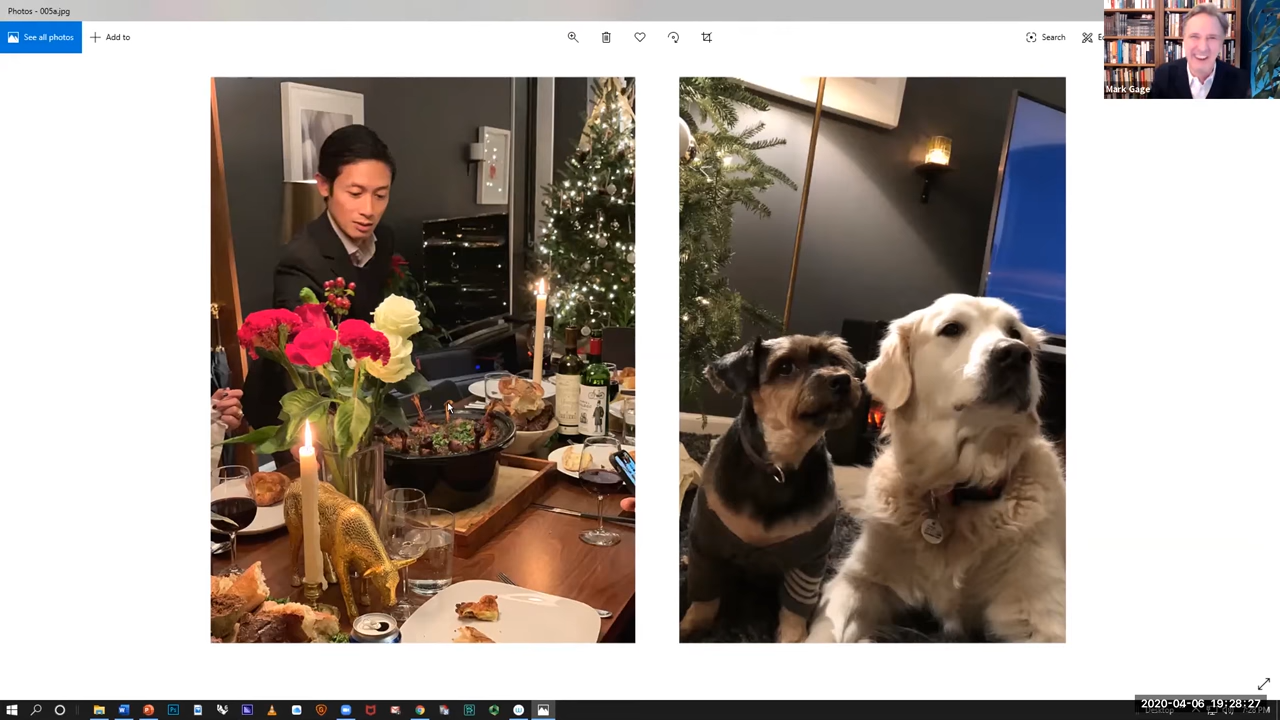 Photos - 005a.jpg
See all photos
Add to
Search
Mark Gage
2020-04-06 19:28:27